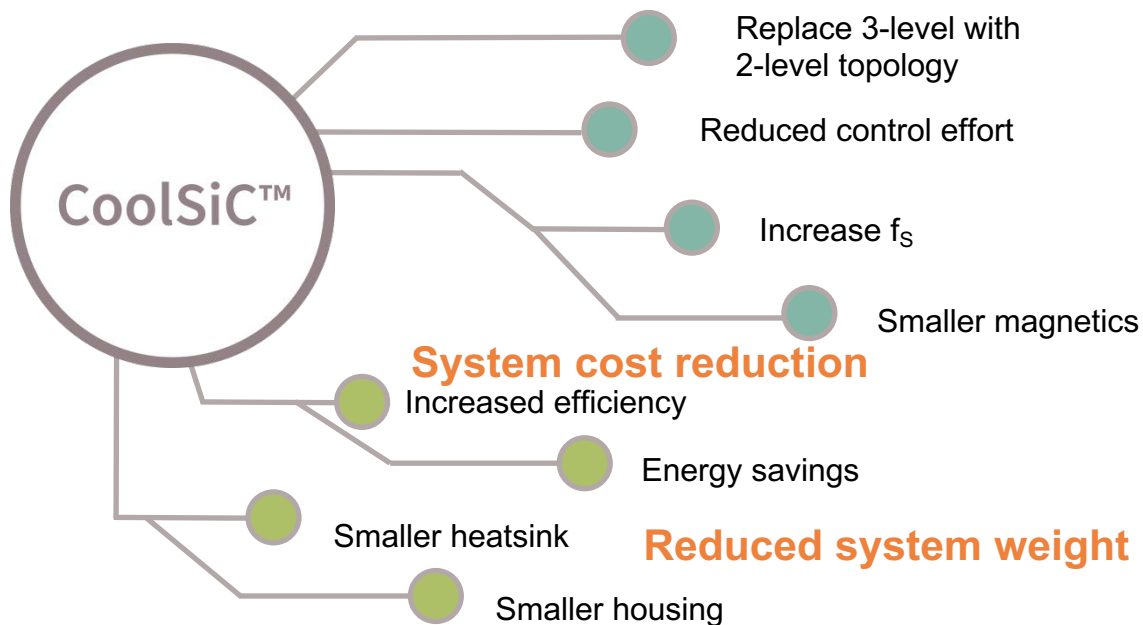 Replace 3-level with
2-level topology
Reduced control effort
CoolSiC™
Increase fS
Smaller magnetics
System cost reduction
Increased efficiency
Energy savings
Smaller heatsink
Reduced system weight
Smaller housing